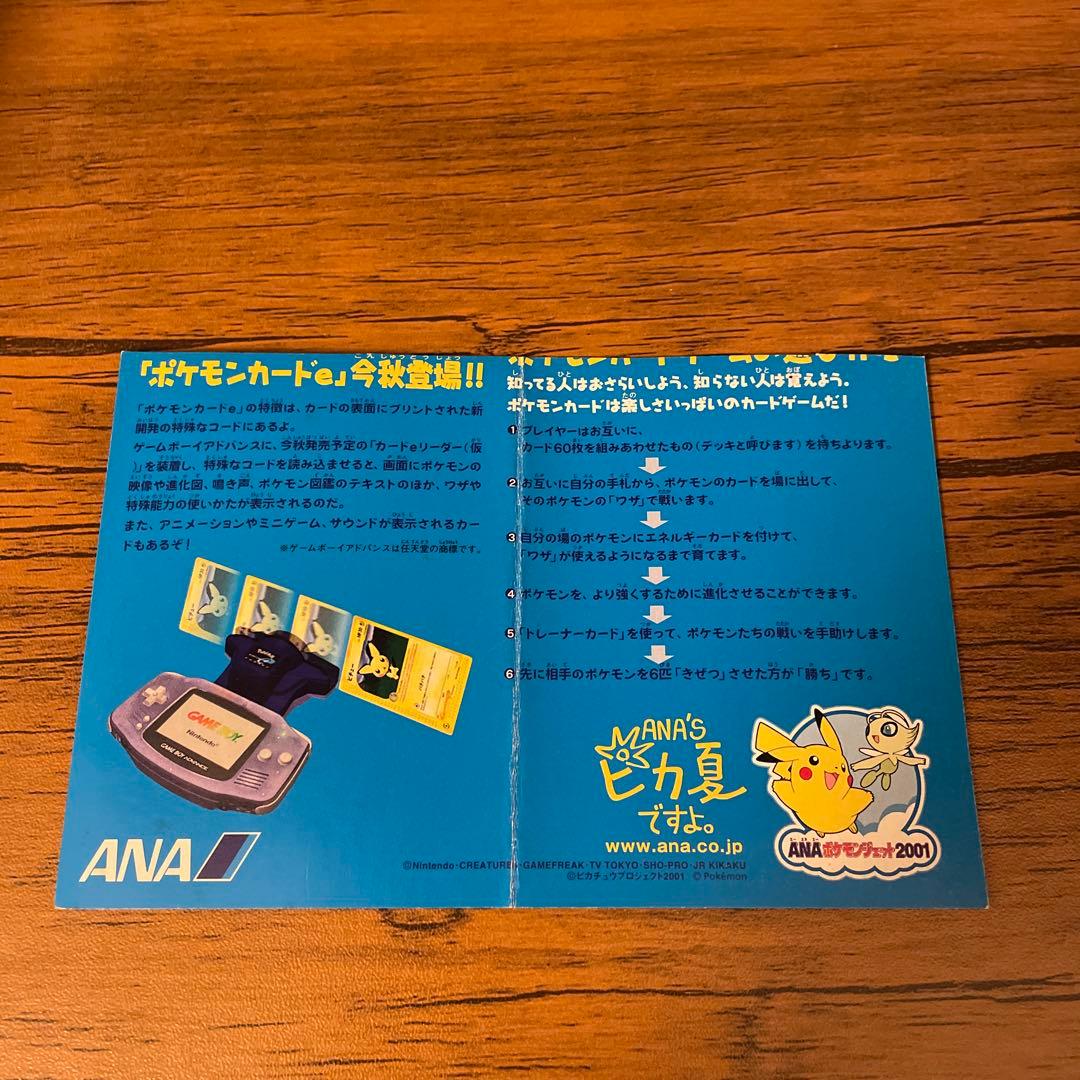 「ポケモンカードe」今秋登場!!
「ポケモンカードe」の特徴は、カードの表面にプリントされた新
開発の特殊なコードにあるよ。
ゲームボーイアドバンスに、今秋発売予定の「カードeリーダー(仮
)」を装着し、特殊なコードを読み込ませると、画面にポケモンの
映像や進化図、鳴き声、ポケモン図鑑のテキストのほか、ワザや
特殊能力の使いかたが表示されるのだ。
また、アニメーションやミニゲーム、サウンドが表示されるカー
ドもあるぞ!
※ゲームボーイアドバンスは任天堂の商標です。
GAME BOY
Nintendo
GAME BOY ADVANCE
ANA
知ってる人はおさらいしよう、知らない人は覚えよう。
ポケモンカードは楽しさいっぱいのカードゲームだ!
1 プレイヤーはお互いに、
カード60枚を組みあわせたもの(デッキと呼びます)を持ちよります。
2 お互いに自分の手札から、ポケモンのカードを場に出して、
そのポケモンの「ワザ」で戦います。
3 自分の場のポケモンにエネルギーカードを付けて、
「ワザ」が使えるようになるまで育てます。
4 ポケモンを、より強くするために進化させることができます。
5 「トレーナーカード」を使って、ポケモンたちの戦いを手助けします。
6 先に相手のポケモンを6匹「きぜつ」させた方が「勝ち」です。
ANA'S
ピカ夏
ですよ。
www.ana.co.jp
ANAポケモンジェット2001
©Nintendo・CREATURES・GAMEFREAK・TV TOKYO・SHO-PRO・JR KIKAKU
©ピカチュウプロジェクト2001 © Pokémon